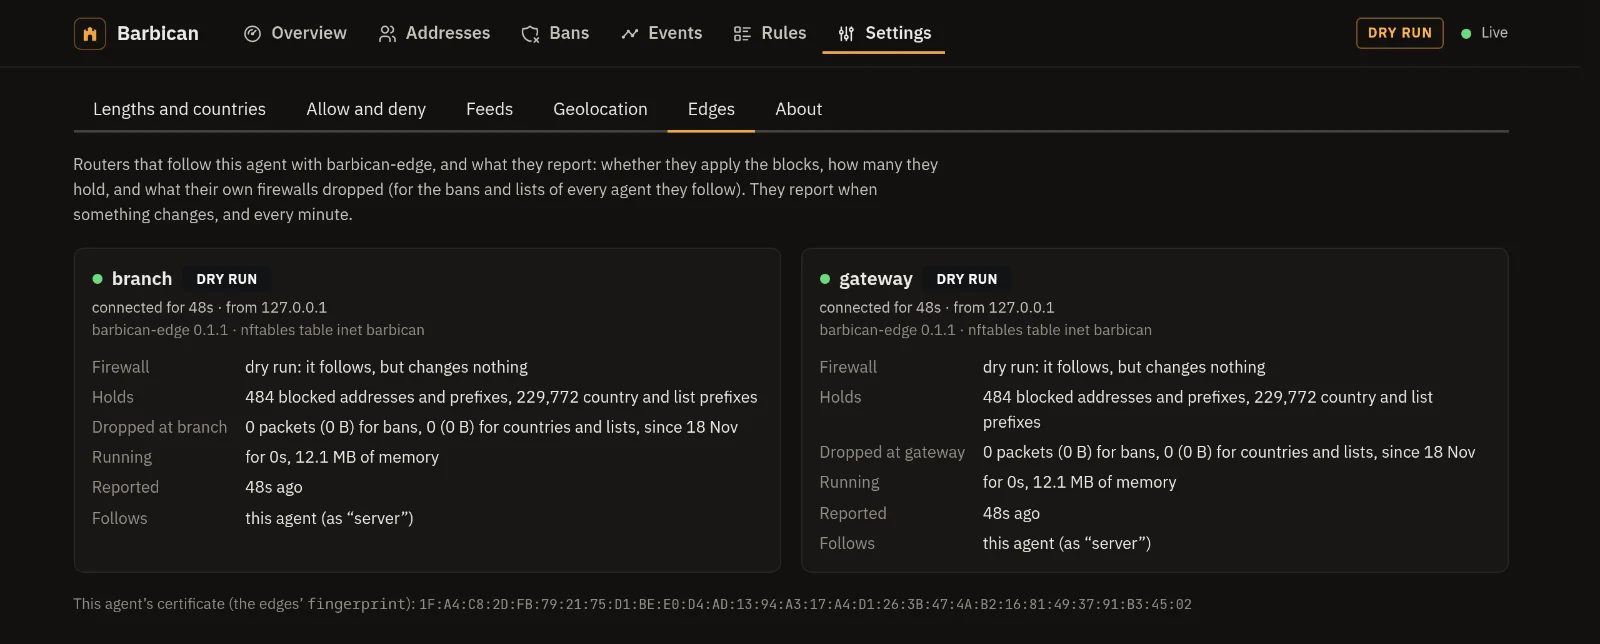 Barbican
Overview
Addresses
Bans
Events
Rules
Settings
DRY RUN
Live
Lengths and countries
Allow and deny
Feeds
Geolocation
Edges
About
Routers that follow this agent with barbican-edge, and what they report: whether they apply the blocks, how many they
hold, and what their own firewalls dropped (for the bans and lists of every agent they follow). They report when
something changes, and every minute.
branch DRY RUN
connected for 48s · from 127.0.0.1
barbican-edge 0.1.1 · nftables table inet barbican
Firewall dry run: it follows, but changes nothing
Holds 484 blocked addresses and prefixes, 229,772 country and list prefixes
Dropped at branch 0 packets (0 B) for bans, 0 (0 B) for countries and lists, since 18 Nov
Running for 0s, 12.1 MB of memory
Reported 48s ago
Follows this agent (as “server”)
gateway DRY RUN
connected for 48s · from 127.0.0.1
barbican-edge 0.1.1 · nftables table inet barbican
Firewall dry run: it follows, but changes nothing
Holds 484 blocked addresses and prefixes, 229,772 country and list
prefixes
Dropped at gateway 0 packets (0 B) for bans, 0 (0 B) for countries and lists, since 18 Nov
Running for 0s, 12.1 MB of memory
Reported 48s ago
Follows this agent (as “server”)
This agent’s certificate (the edges’ fingerprint): 1F:A4:C8:2D:FB:79:21:75:D1:BE:E0:D4:AD:13:94:A3:17:A4:D1:26:3B:47:4A:B2:16:81:49:37:91:B3:45:02